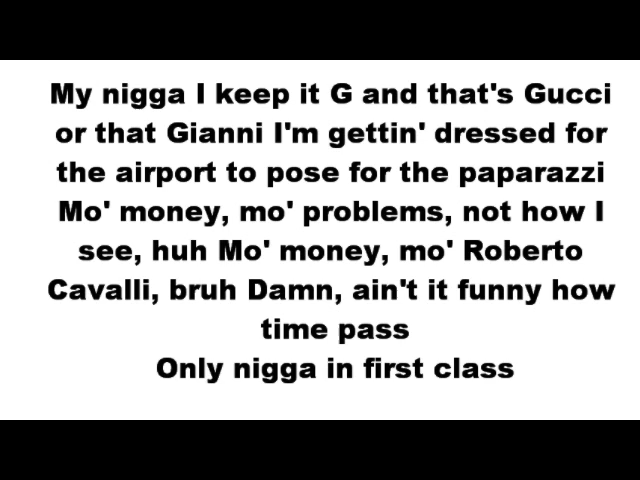 My nigga I keep it G and that's Gucci
or that Gianni I'm gettin' dressed for
the airport to pose for the paparazzi
Mo' money, mo' problems, not how I
see, huh Mo' money, mo' Roberto
Cavalli, bruh Damn, ain't it funny how
time pass
Only nigga in first class